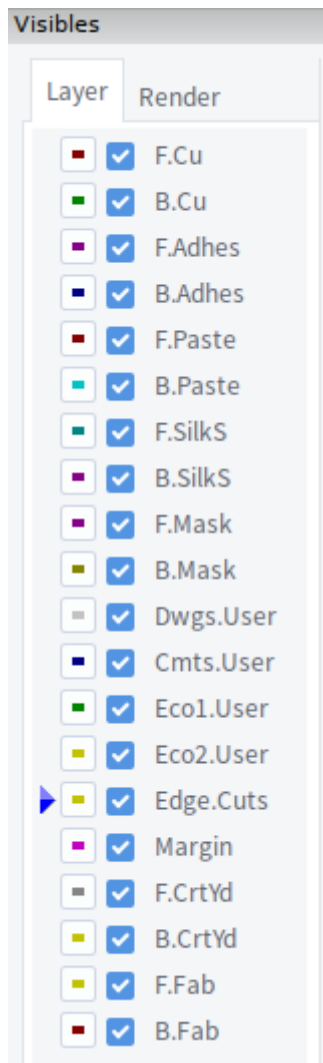 Visibles
Layer Render
F.Cu
B.Cu
F.Adhes
B.Adhes
F.Paste
B.Paste
F.SilkS
B.SilkS
F.Mask
B.Mask
Dwgs.User
Cmts.User
Eco1.User
Eco2.User
Edge.Cuts
Margin
F.CrtYd
B.CrtYd
F.Fab
B.Fab